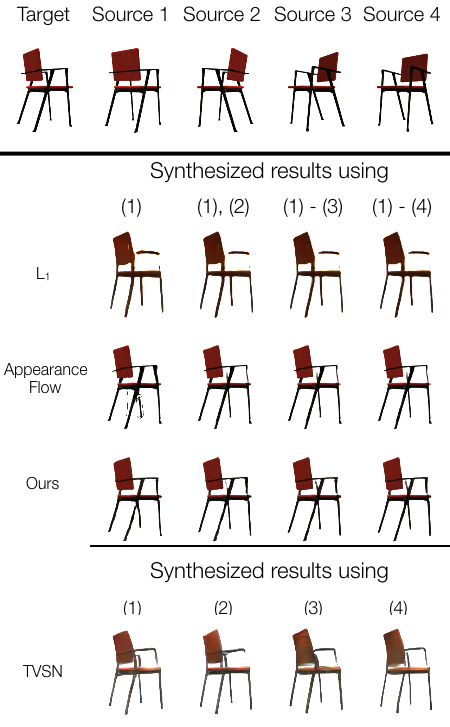 Target Source 1 Source 2 Source 3 Source 4
Synthesized results using
(1) (1), (2) (1) - (3) (1) - (4)
L₁
Appearance
Flow
Ours
Synthesized results using
(1) (2) (3) (4)
TVSN